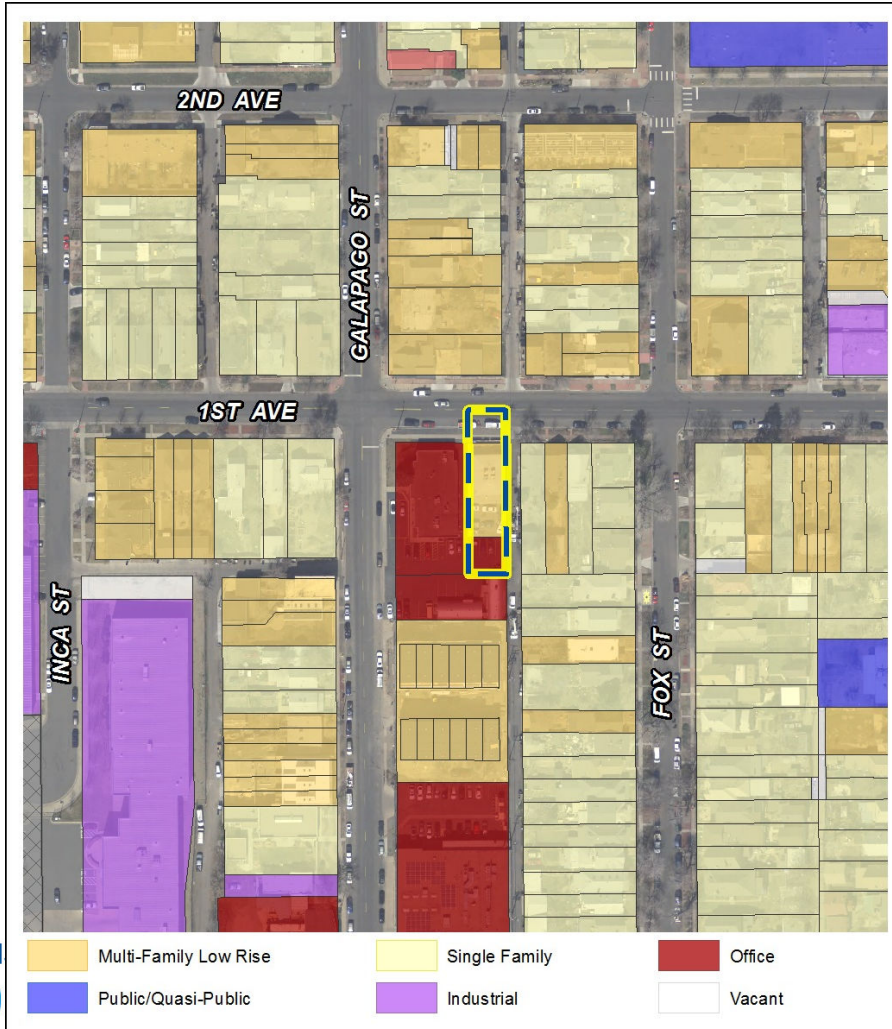 2ND AVE
GALAPAGO ST
1ST AVE
INCA ST
FOX ST
Multi-Family Low Rise
Single Family
Office
Public/Quasi-Public
Industrial
Vacant